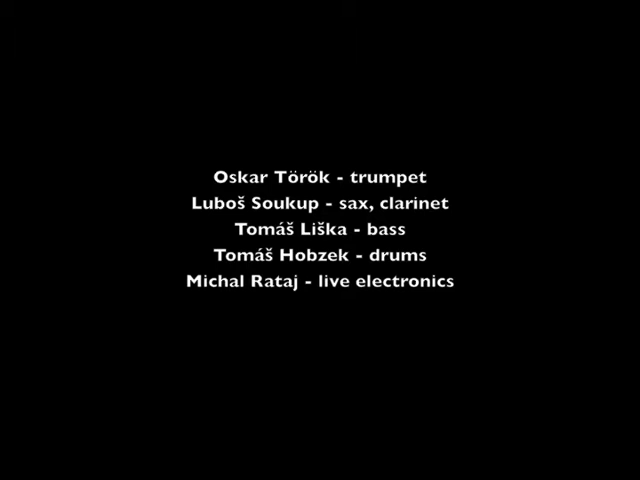 Oskar Török - trumpet
Luboš Soukup - sax, clarinet
Tomáš Liška - bass
Tomáš Hobzek - drums
Michal Rataj - live electronics